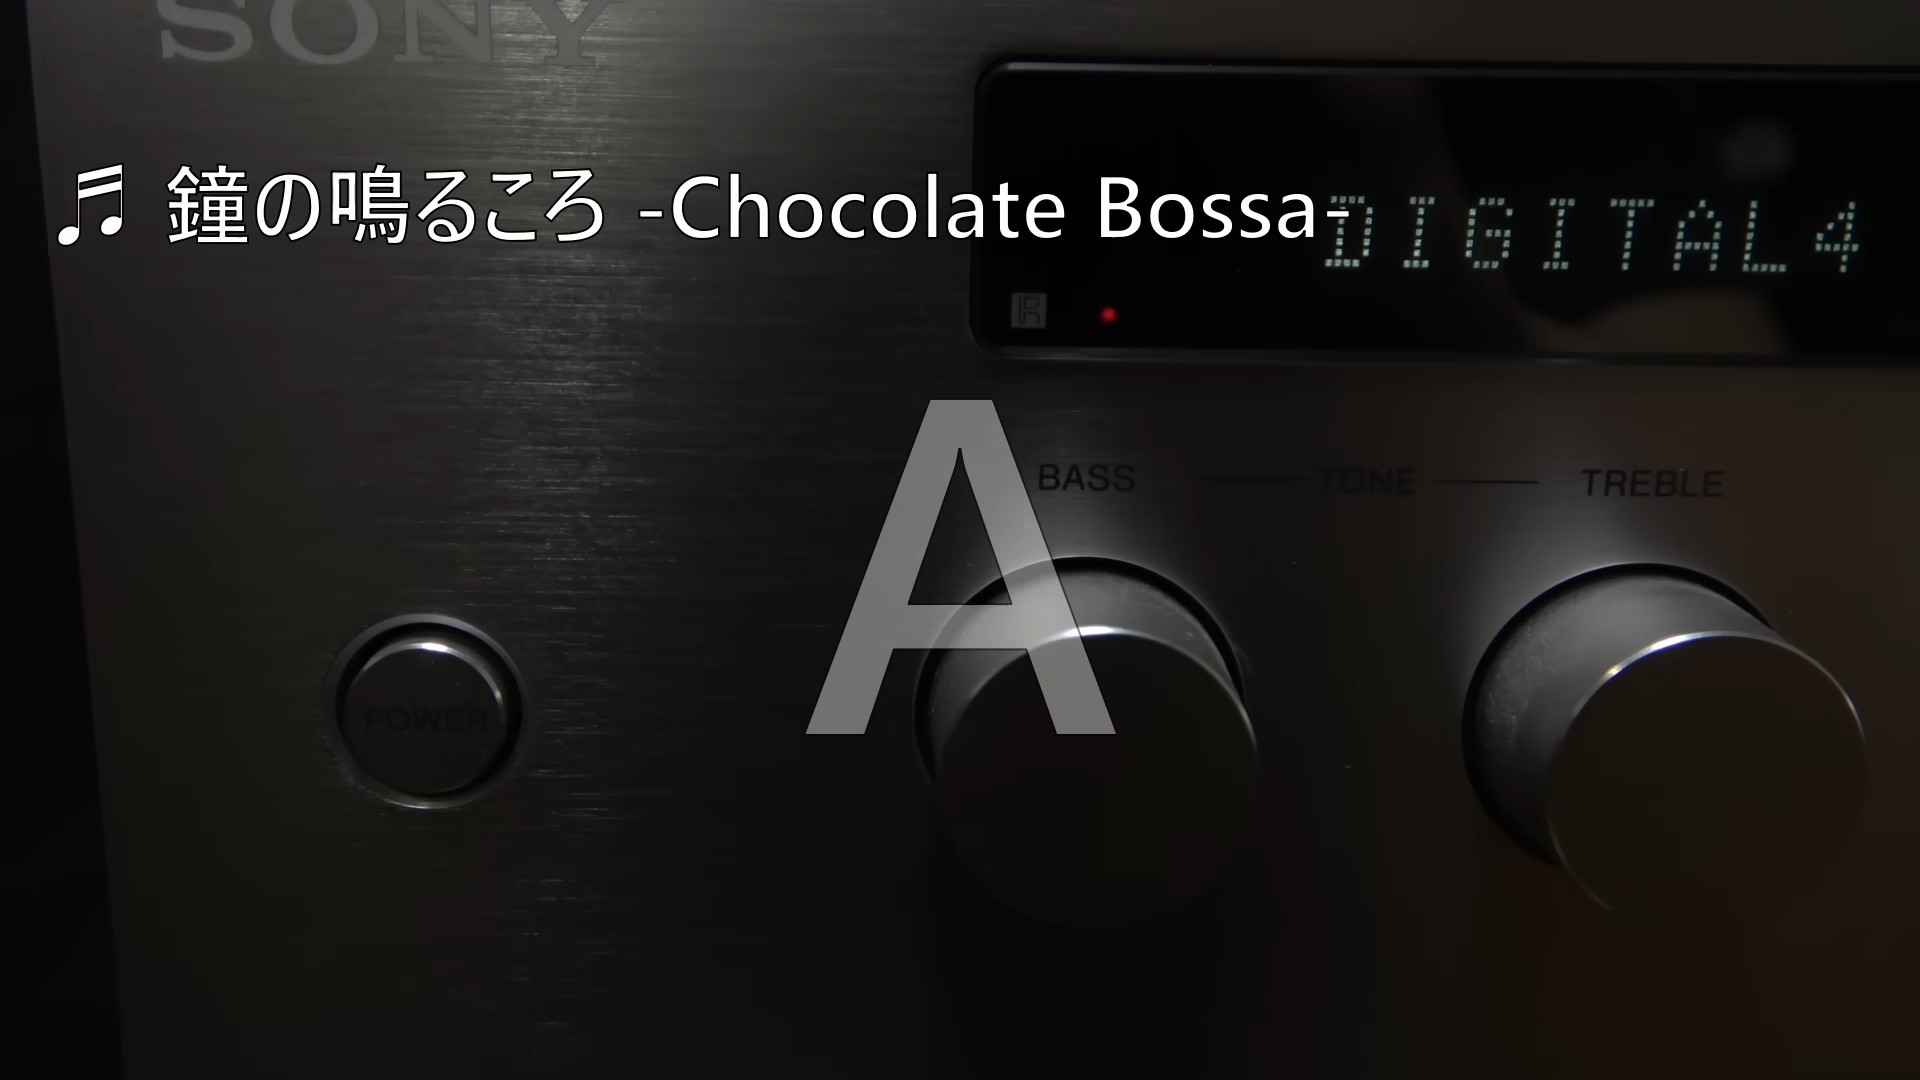 SONY
♫ 鐘の鳴るころ -Chocolate Bossa-
DIGITAL4
R
A
BASS TONE TREBLE
POWER